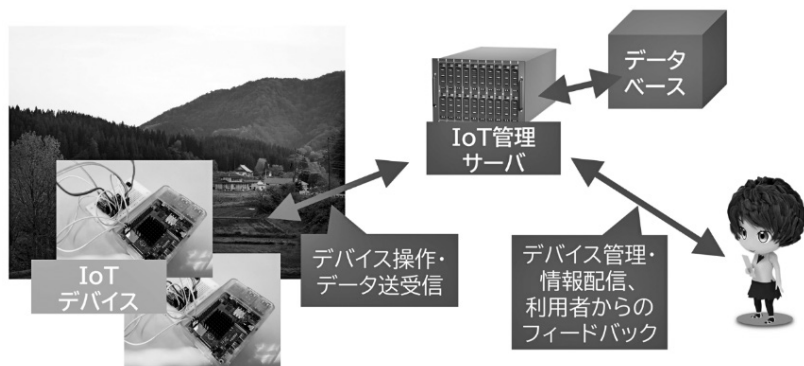 データ
ベース
IoT管理
サーバ
デバイス操作・
データ送受信
デバイス管理・
情報配信、
利用者からの
フィードバック
IoT
デバイス